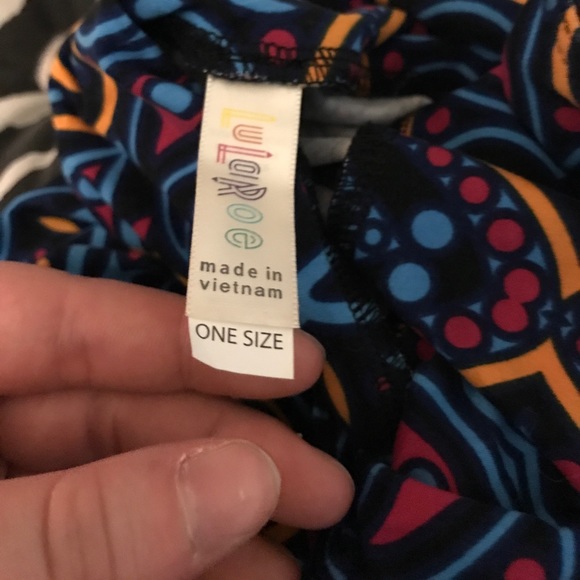 LuLaRoe
made in
vietnam
ONE SIZE